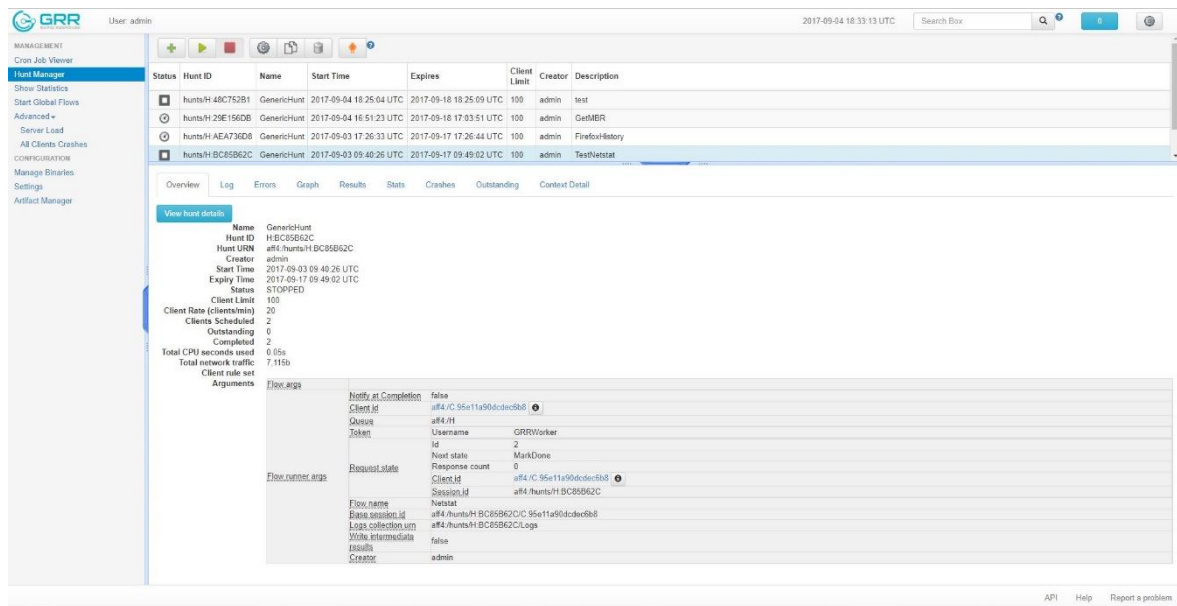 GRR
User: admin
2017-09-04 18:33:13 UTC
Search Box
0
MANAGEMENT
Cron Job Viewer
Hunt Manager
Show Statistics
Start Global Flows
Advanced
Server Load
All Clients Crashes
CONFIGURATION
Manage Binaries
Settings
Artifact Manager
Status Hunt ID Name Start Time Expires Client Limit Creator Description
hunts/H:48C752B1 GenericHunt 2017-09-04 18:25:04 UTC 2017-09-18 18:25:09 UTC 100 admin test
hunts/H:29E156DB GenericHunt 2017-09-04 16:51:23 UTC 2017-09-18 17:03:51 UTC 100 admin GetMBR
hunts/H:AEA736D8 GenericHunt 2017-09-03 17:26:33 UTC 2017-09-17 17:26:44 UTC 100 admin FirefoxHistory
hunts/H:BC85B62C GenericHunt 2017-09-03 09:40:26 UTC 2017-09-17 09:49:02 UTC 100 admin TestNetstat
Overview Log Errors Graph Results Stats Crashes Outstanding Context Detail
View hunt details
Name GenericHunt
Hunt ID H:BC85B62C
Hunt URN aff4:/hunts/H:BC85B62C
Creator admin
Start Time 2017-09-03 09:40:26 UTC
Expiry Time 2017-09-17 09:49:02 UTC
Status STOPPED
Client Limit 100
Client Rate (clients/min) 20
Clients Scheduled 2
Outstanding 0
Completed 2
Total CPU seconds used 0.05s
Total network traffic 7,115b
Client rule set
Arguments
Flow args
Flow runner args
Notify at Completion false
Client id aff4:/C.95e11a90dcdec6b8
Queue aff4:/H
Token Username GRRWorker
Request state
Id 2
Next state MarkDone
Response count 0
Client id aff4:/C.95e11a90dcdec6b8
Session id aff4:/hunts/H:BC85B62C
Flow name Netstat
Base session id aff4:/hunts/H:BC85B62C/C.95e11a90dcdec6b8
Logs collection urn aff4:/hunts/H:BC85B62C/Logs
Write intermediate results false
Creator admin
API Help Report a problem